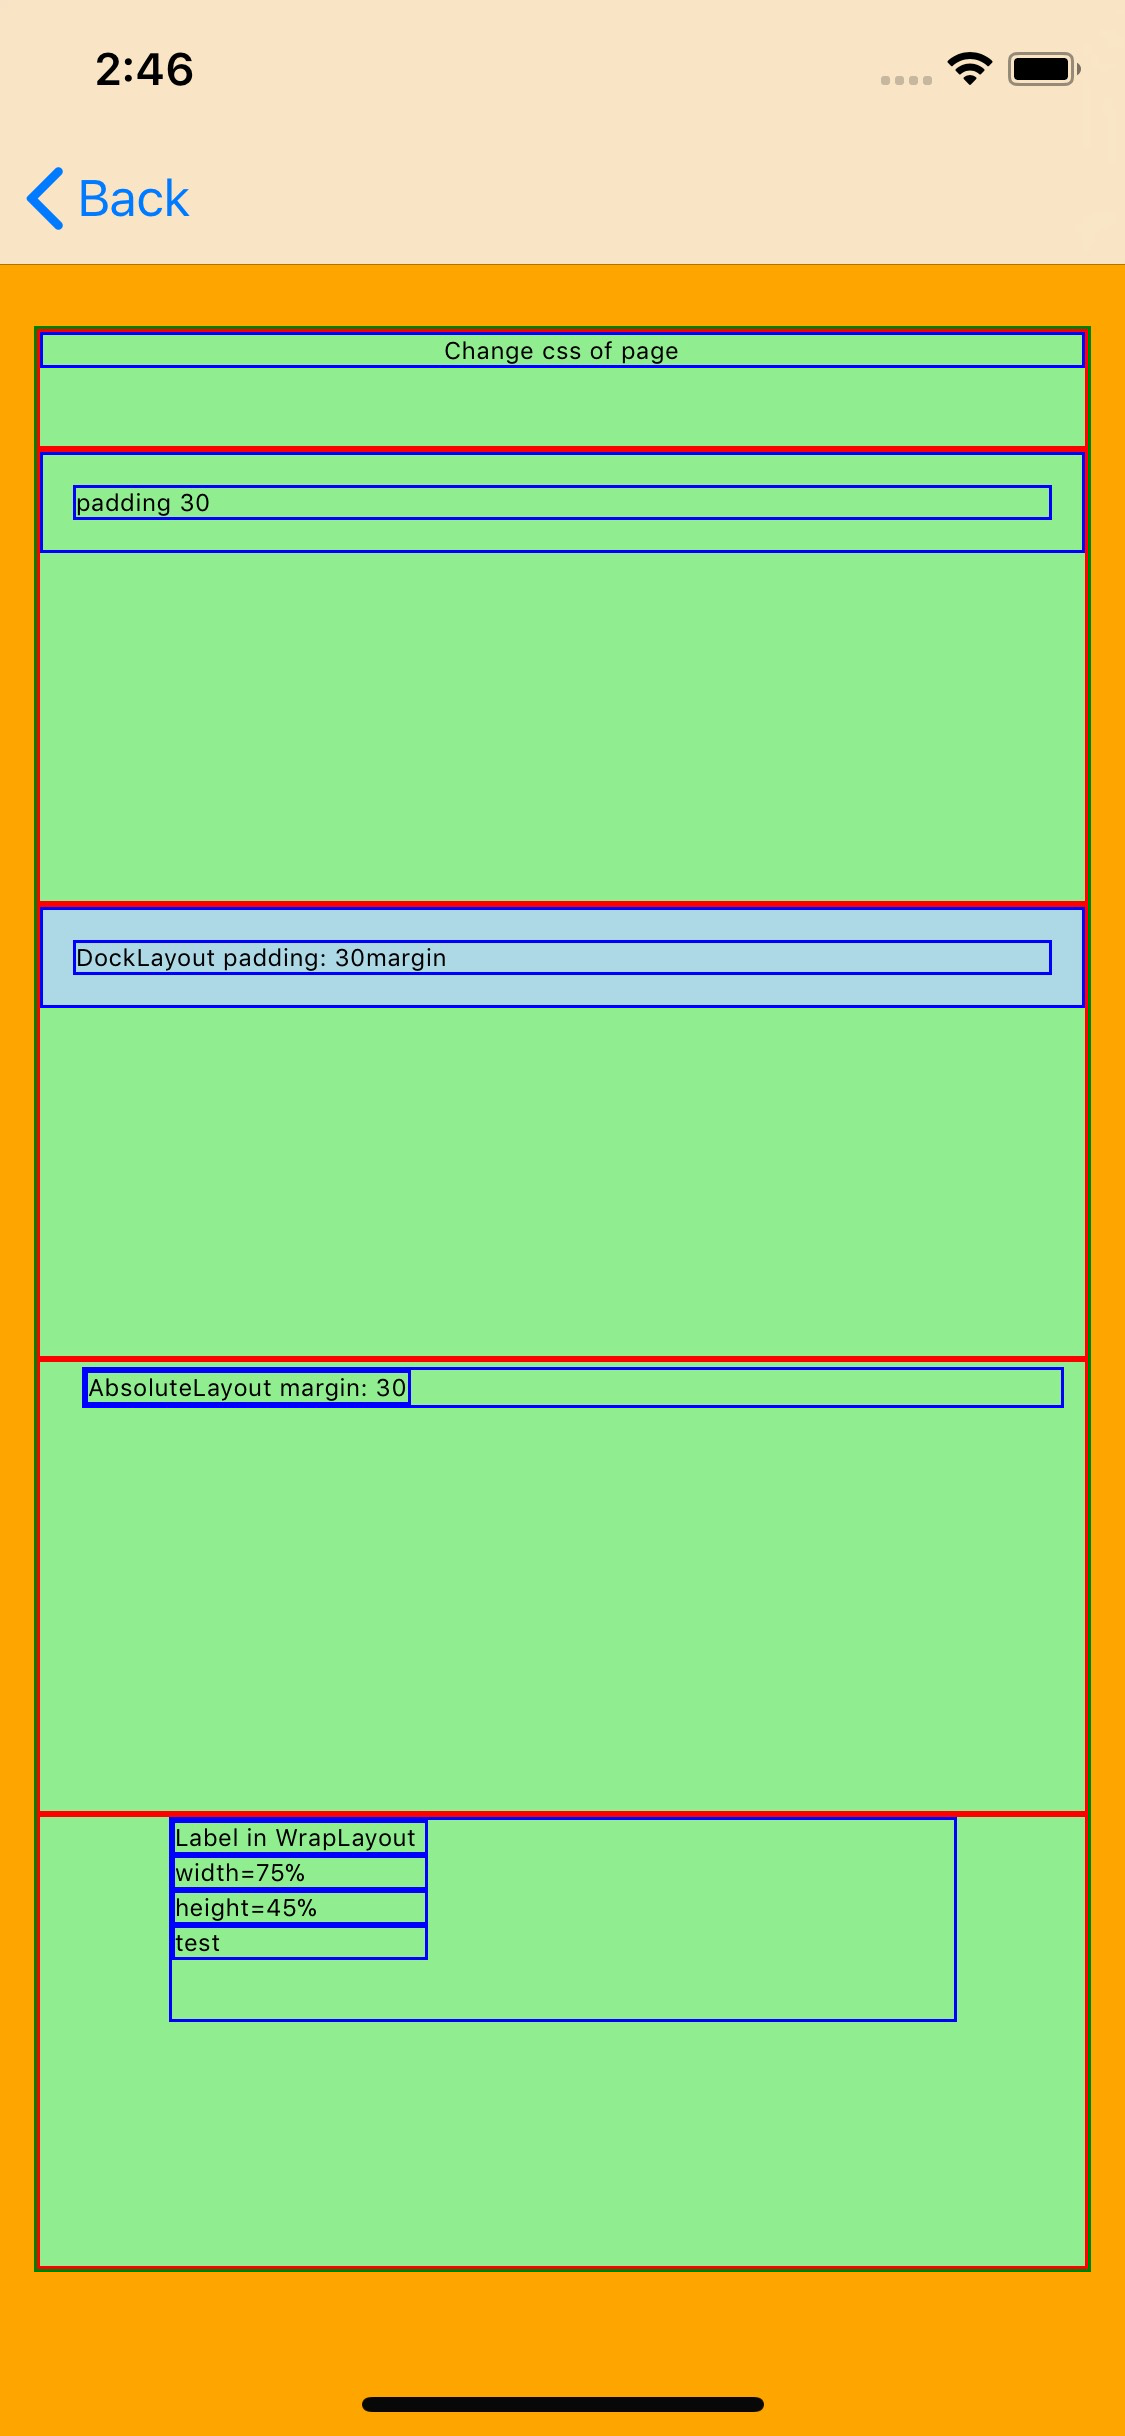 2:46
Back
Change css of page
padding 30
DockLayout padding: 30margin
AbsoluteLayout margin: 30
Label in WrapLayout
width=75%
height=45%
test